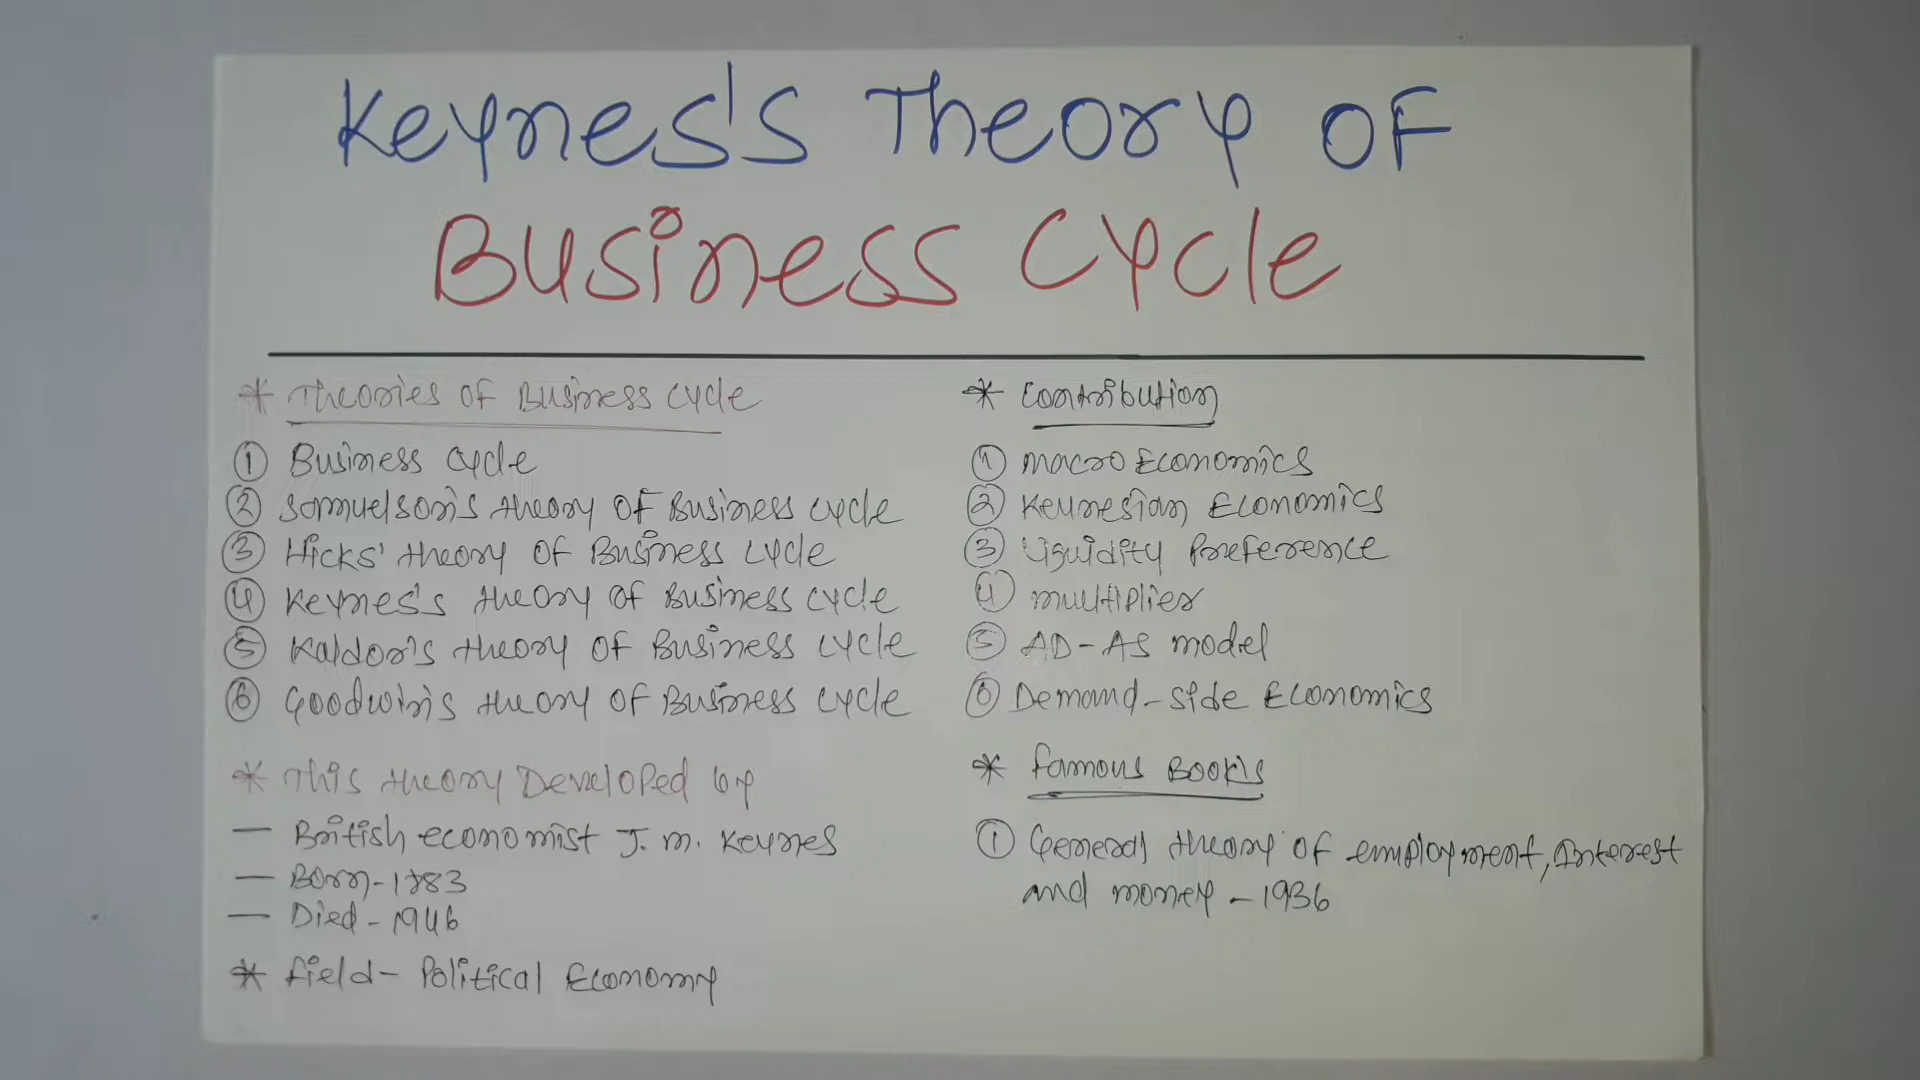 Keynes's Theory OF
Business Cycle
* Theories OF Business Cycle
① Business Cycle
② Samuelson's theory OF Business Cycle
③ Hicks' theory OF Business Cycle
④ Keynes's theory OF Business Cycle
⑤ Kaldor's theory OF Business Cycle
⑥ Goodwin's theory OF Business Cycle
* This theory Developed by
— British economist J. M. Keynes
— Born - 1883
— Died - 1946
* Field - Political Economy
* Contribution
① Macro Economics
② Keynesian Economics
③ Liquidity Preference
④ Multiplier
⑤ AD-AS model
⑥ Demand-side Economics
* Famous Books
① General theory OF employment, Interest
and money - 1936